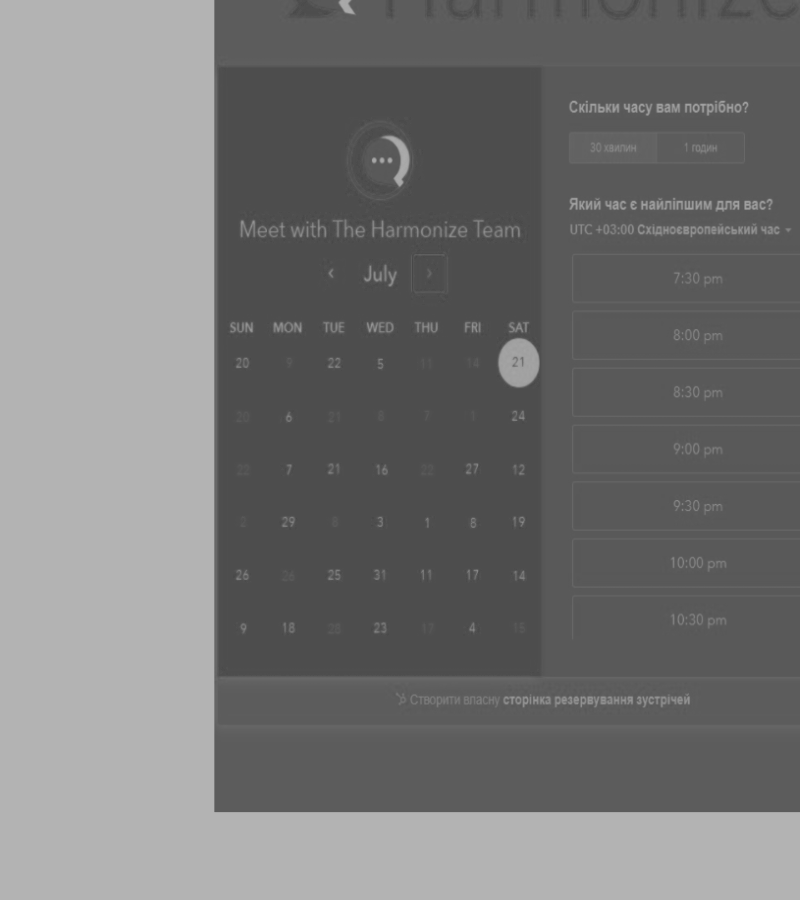 Harmonize
Meet with The Harmonize Team
July
SUN MON TUE WED THU FRI SAT
20 9 22 5 14 21
20 6 21 8 7 1 24
7 21 16 27 12
2 29 3 1 8 19
26 26 25 31 11 17 14
9 18 23 17 4 15
Скільки часу вам потрібно?
30 хвилин 1 годин
Який час є найліпшим для вас?
UTC +03:00 Східноєвропейський час
7:30 pm
8:00 pm
8:30 pm
9:00 pm
9:30 pm
10:00 pm
10:30 pm
Створити власну сторінка резервування зустрічей